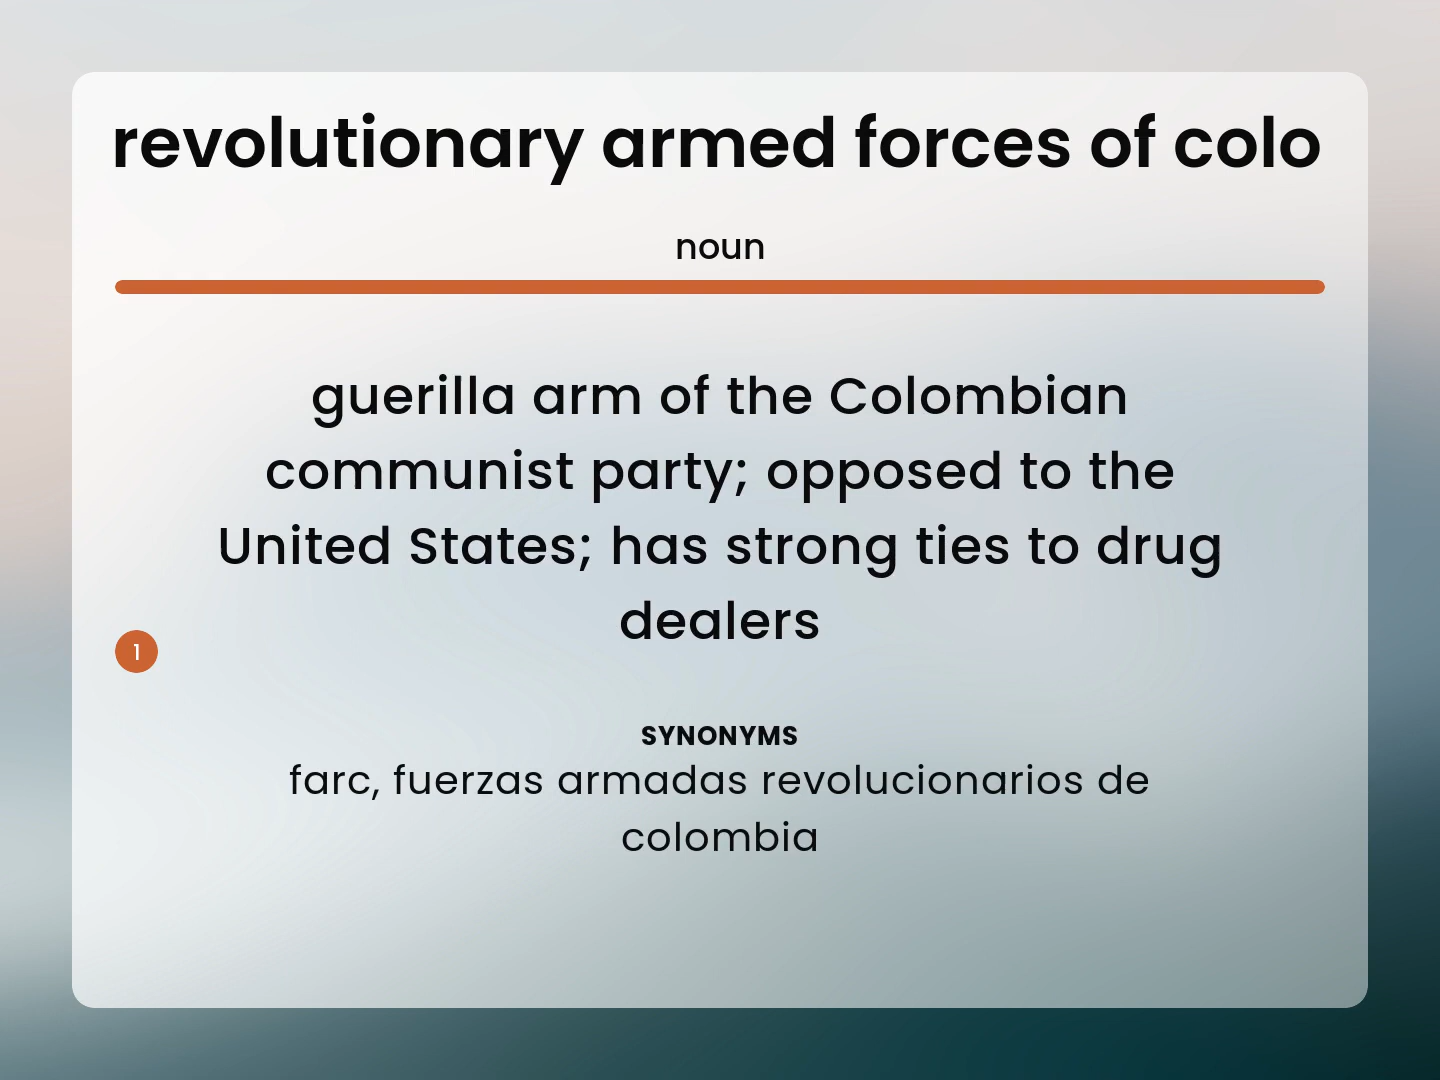 revolutionary armed forces of colo
noun
guerilla arm of the Colombian
communist party; opposed to the
United States; has strong ties to drug
dealers
1
SYNONYMS
farc, fuerzas armadas revolucionarios de
colombia